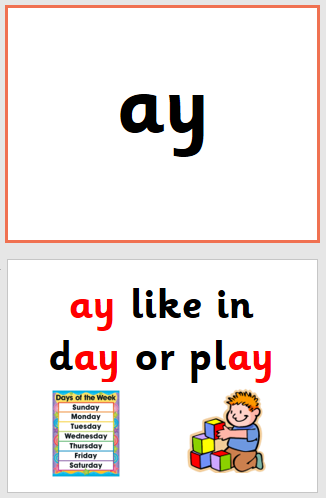 ay
ay like in
day or play
Days of the Week
Sunday
Monday
Tuesday
Wednesday
Thursday
Friday
Saturday